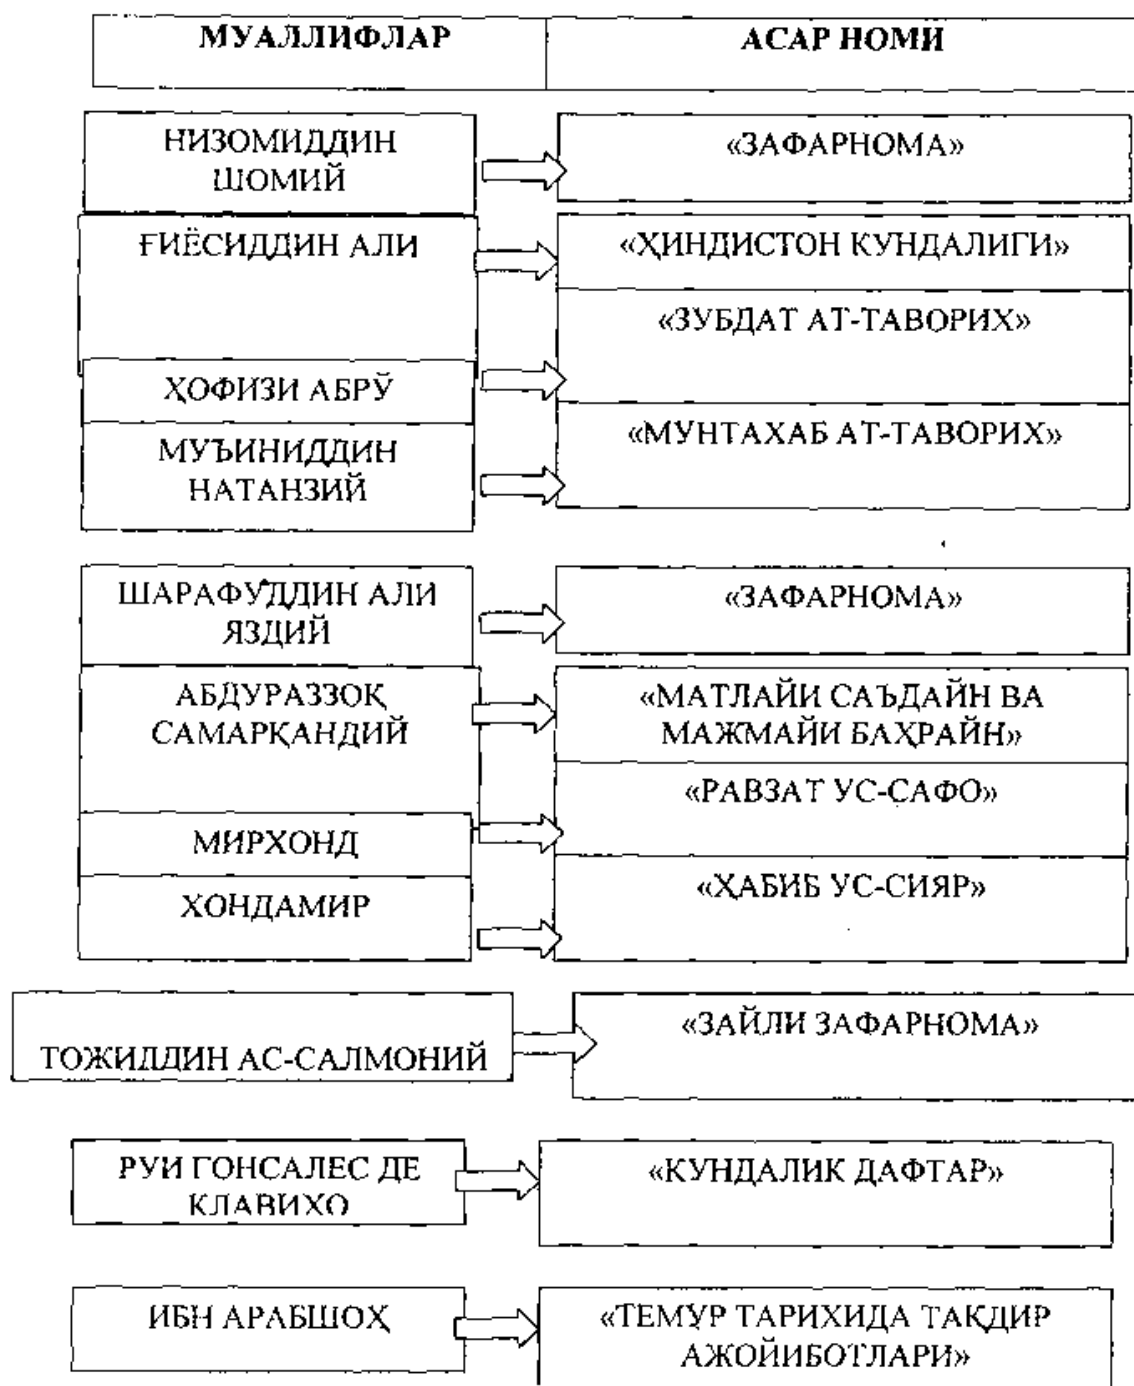 МУАЛЛИФЛАР
АСАР НОМИ
НИЗОМИДДИН
ШОМИЙ
«ЗАФАРНОМА»
ҒИЁСИДДИН АЛИ
«ҲИНДИСТОН КУНДАЛИГИ»
«ЗУБДАТ АТ-ТАВОРИХ»
ҲОФИЗИ АБРЎ
«МУНТАХАБ АТ-ТАВОРИХ»
МУЪИНИДДИН
НАТАНЗИЙ
ШАРАФУДДИН АЛИ
ЯЗДИЙ
«ЗАФАРНОМА»
АБДУРАЗЗОҚ
САМАРҚАНДИЙ
«МАТЛАЙИ САЪДАЙН ВА
МАЖМАЙИ БАҲРАЙН»
«РАВЗАТ УС-САФО»
МИРХОНД
«ҲАБИБ УС-СИЯР»
ХОНДАМИР
«ЗАЙЛИ ЗАФАРНОМА»
ТОЖИДДИН АС-САЛМОНИЙ
РУИ ГОНСАЛЕС ДЕ
КЛАВИХО
«КУНДАЛИК ДАФТАР»
ИБН АРАБШОҲ
«ТЕМУР ТАРИХИДА ТАҚДИР
АЖОЙИБОТЛАРИ»